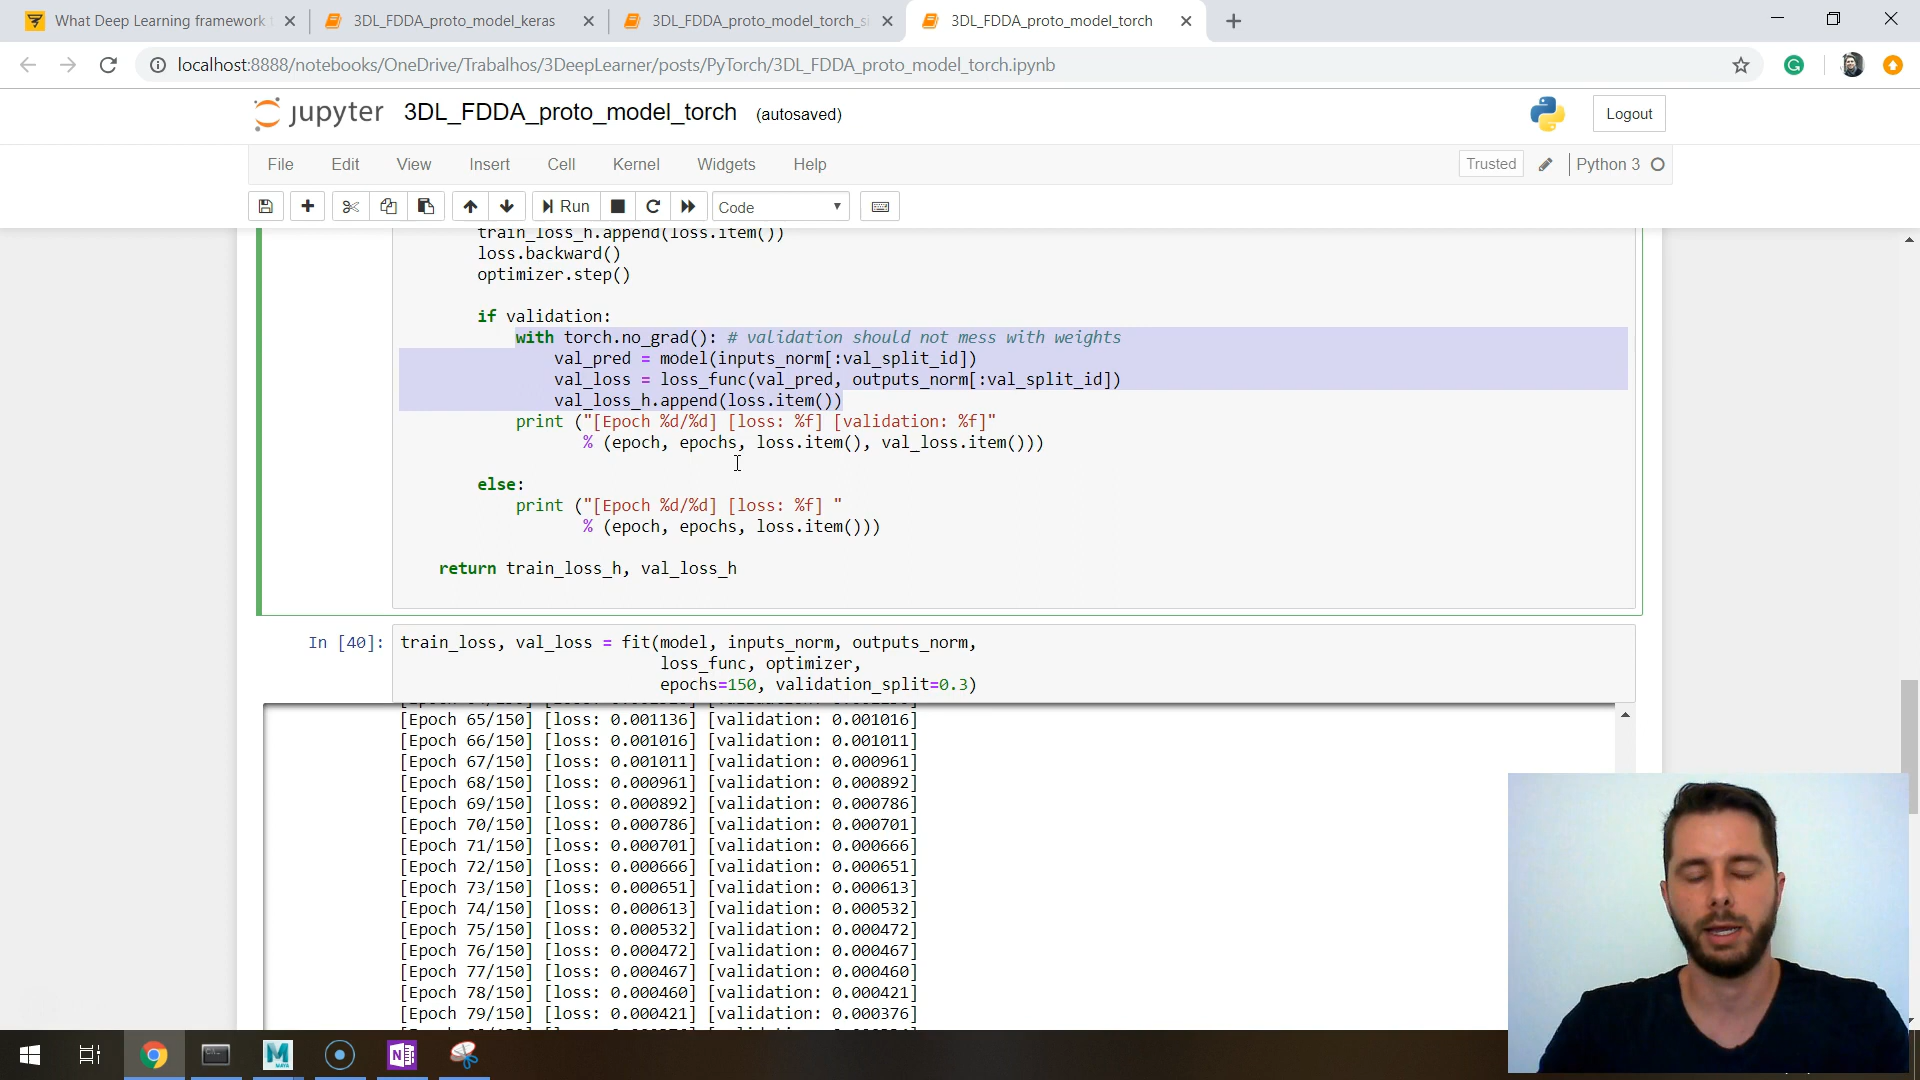 What Deep Learning framework
3DL_FDDA_proto_model_keras
3DL_FDDA_proto_model_torch_si
3DL_FDDA_proto_model_torch
localhost:8888/notebooks/OneDrive/Trabalhos/3DeepLearner/posts/PyTorch/3DL_FDDA_proto_model_torch.ipynb
jupyter 3DL_FDDA_proto_model_torch (autosaved)
Logout
File Edit View Insert Cell Kernel Widgets Help
Trusted Python 3
Run Code
train_loss_h.append(loss.item())
loss.backward()
optimizer.step()
if validation:
with torch.no_grad(): # validation should not mess with weights
val_pred = model(inputs_norm[:val_split_id])
val_loss = loss_func(val_pred, outputs_norm[:val_split_id])
val_loss_h.append(loss.item())
print ("[Epoch %d/%d] [loss: %f] [validation: %f]"
% (epoch, epochs, loss.item(), val_loss.item()))
else:
print ("[Epoch %d/%d] [loss: %f] "
% (epoch, epochs, loss.item()))
return train_loss_h, val_loss_h
In [40]: train_loss, val_loss = fit(model, inputs_norm, outputs_norm,
loss_func, optimizer,
epochs=150, validation_split=0.3)
[Epoch 65/150] [loss: 0.001136] [validation: 0.001016]
[Epoch 66/150] [loss: 0.001016] [validation: 0.001011]
[Epoch 67/150] [loss: 0.001011] [validation: 0.000961]
[Epoch 68/150] [loss: 0.000961] [validation: 0.000892]
[Epoch 69/150] [loss: 0.000892] [validation: 0.000786]
[Epoch 70/150] [loss: 0.000786] [validation: 0.000701]
[Epoch 71/150] [loss: 0.000701] [validation: 0.000666]
[Epoch 72/150] [loss: 0.000666] [validation: 0.000651]
[Epoch 73/150] [loss: 0.000651] [validation: 0.000613]
[Epoch 74/150] [loss: 0.000613] [validation: 0.000532]
[Epoch 75/150] [loss: 0.000532] [validation: 0.000472]
[Epoch 76/150] [loss: 0.000472] [validation: 0.000467]
[Epoch 77/150] [loss: 0.000467] [validation: 0.000460]
[Epoch 78/150] [loss: 0.000460] [validation: 0.000421]
[Epoch 79/150] [loss: 0.000421] [validation: 0.000376]